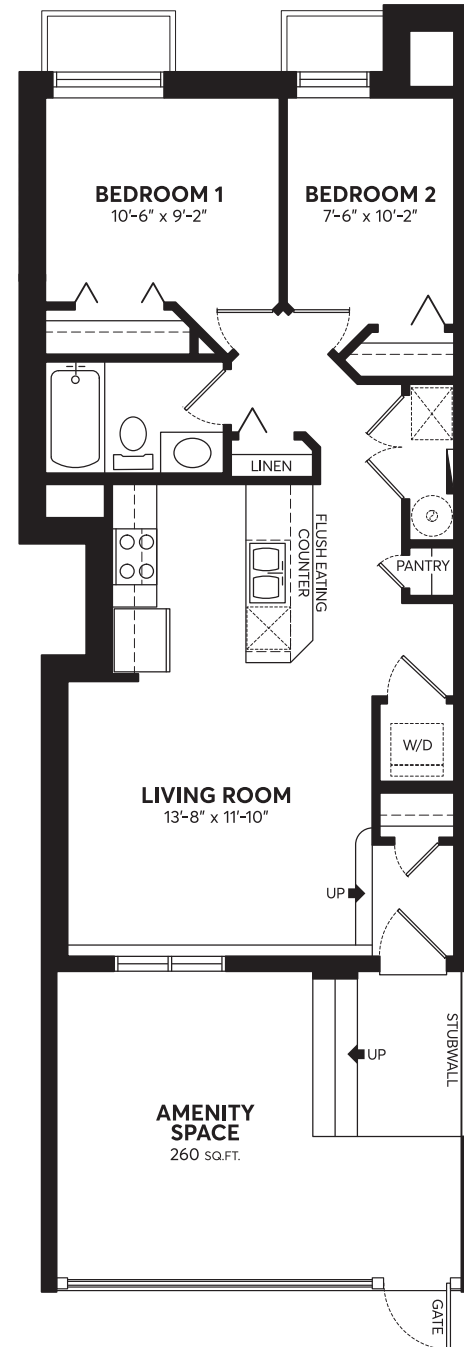 BEDROOM 1
10'-6" x 9'-2"
BEDROOM 2
7'-6" x 10'-2"
LINEN
FLUSH EATING
COUNTER
PANTRY
W/D
LIVING ROOM
13'-8" x 11'-10"
UP
UP
STUBWALL
AMENITY
SPACE
260 SQ.FT.
GATE